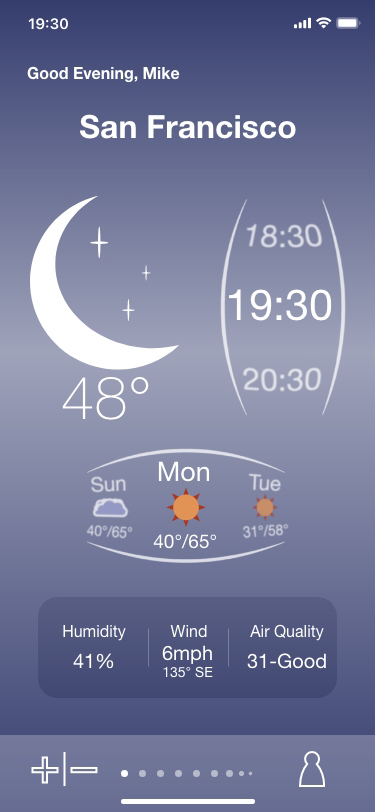 19:30
Good Evening, Mike
San Francisco
18:30
19:30
20:30
48°
Sun
Mon
Tue
40°/65°
40°/65°
31°/58°
Humidity
Wind
Air Quality
41%
6mph
31-Good
135° SE